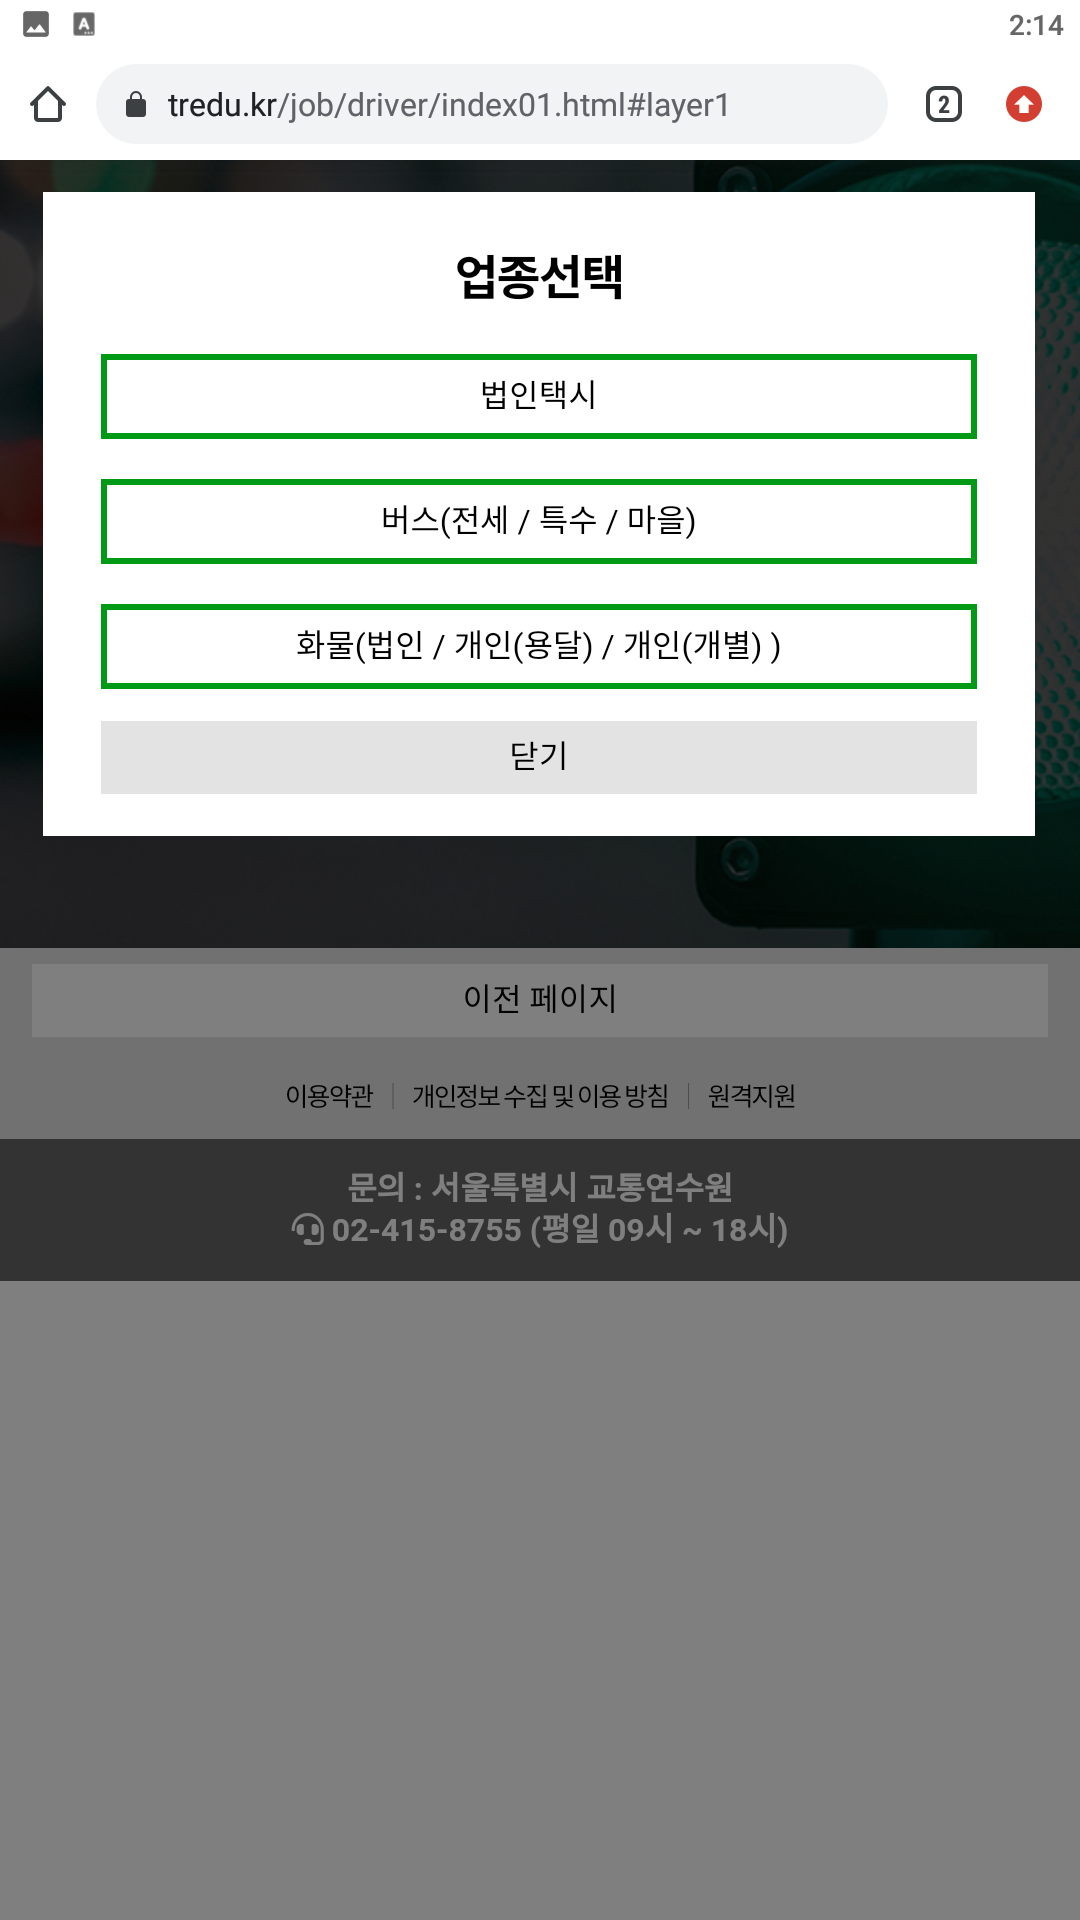 2:14
tredu.kr/job/driver/index01.html#layer1
2
업종선택
법인택시
버스(전세 / 특수 / 마을)
화물(법인 / 개인(용달) / 개인(개별) )
닫기
이전 페이지
이용약관 | 개인정보 수집 및 이용 방침 | 원격지원
문의 : 서울특별시 교통연수원
02-415-8755 (평일 09시 ~ 18시)